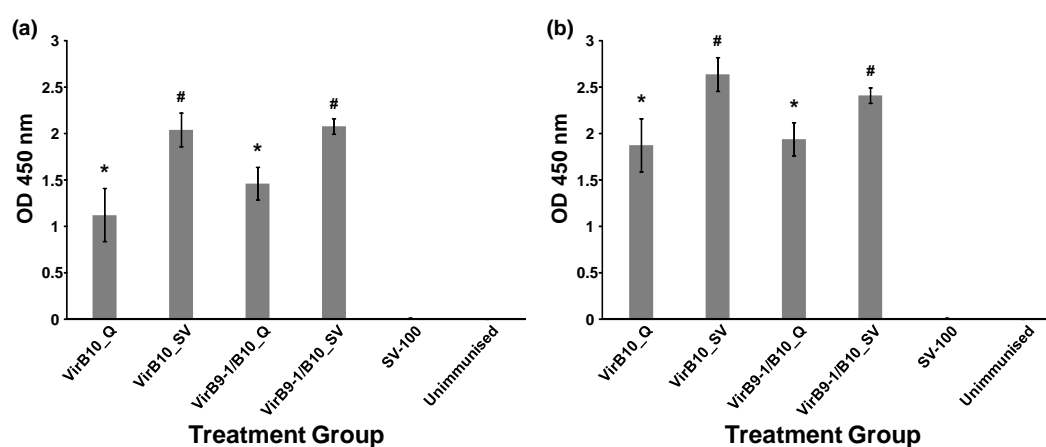 (a)
3
2.5
2
1.5
1
0.5
0
OD 450 nm
*
#
*
#
VirB10_Q
VirB10_SV
VirB9-1/B10_Q
VirB9-1/B10_SV
SV-100
Unimmunised
Treatment Group
(b)
3
2.5
2
1.5
1
0.5
0
OD 450 nm
*
#
*
#
VirB10_Q
VirB10_SV
VirB9-1/B10_Q
VirB9-1/B10_SV
SV-100
Unimmunised
Treatment Group